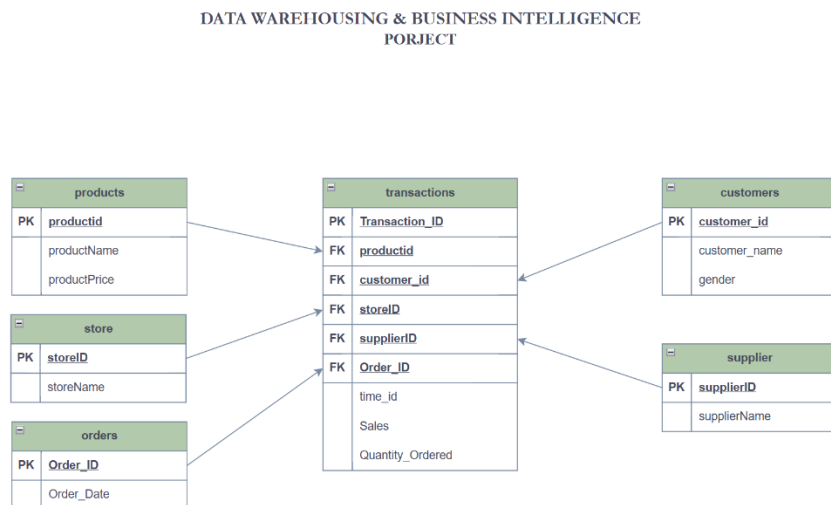 DATA WAREHOUSING & BUSINESS INTELLIGENCE
PORJECT
products
PK productid
productName
productPrice
store
PK storeID
storeName
orders
PK Order_ID
Order_Date
transactions
PK Transaction_ID
FK productid
FK customer_id
FK storeID
FK supplierID
FK Order_ID
time_id
Sales
Quantity_Ordered
customers
PK customer_id
customer_name
gender
supplier
PK supplierID
supplierName